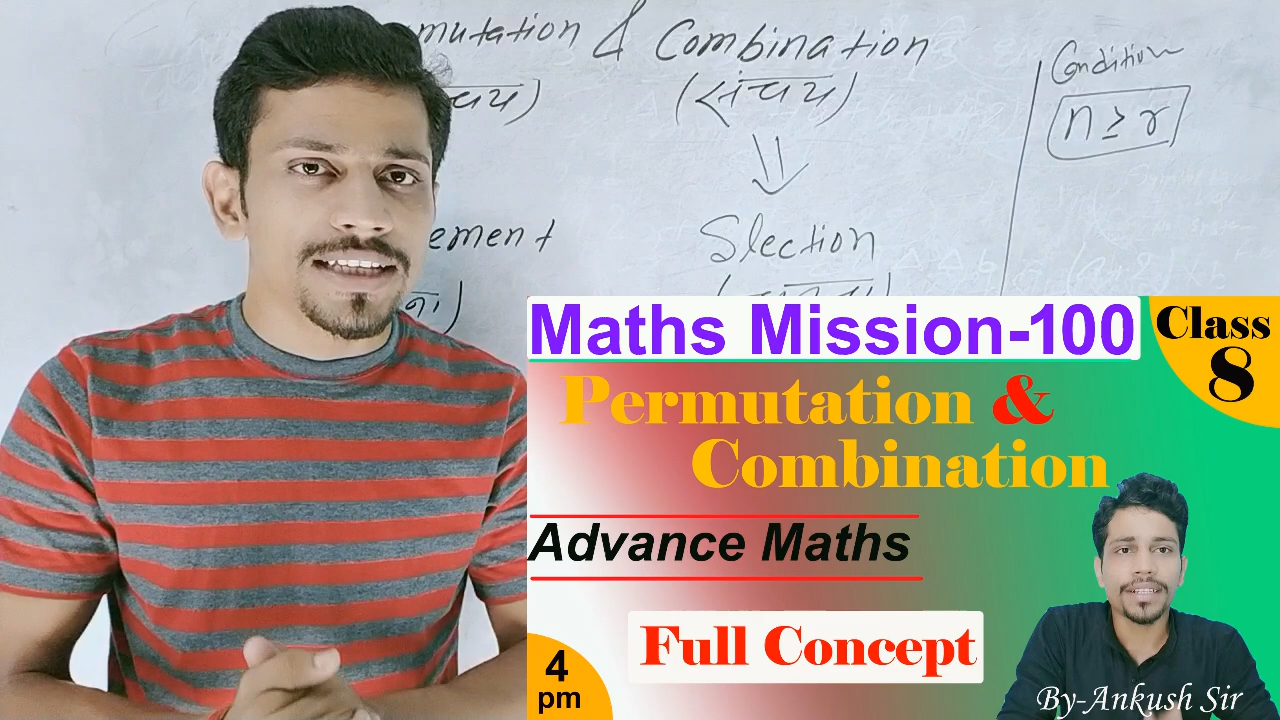 mutation & Combination
(संचय)
Condition
n ≥ r
ement
Slection
Maths Mission-100
Class
8
Permutation &
Combination
Advance Maths
Full Concept
4
pm
By-Ankush Sir